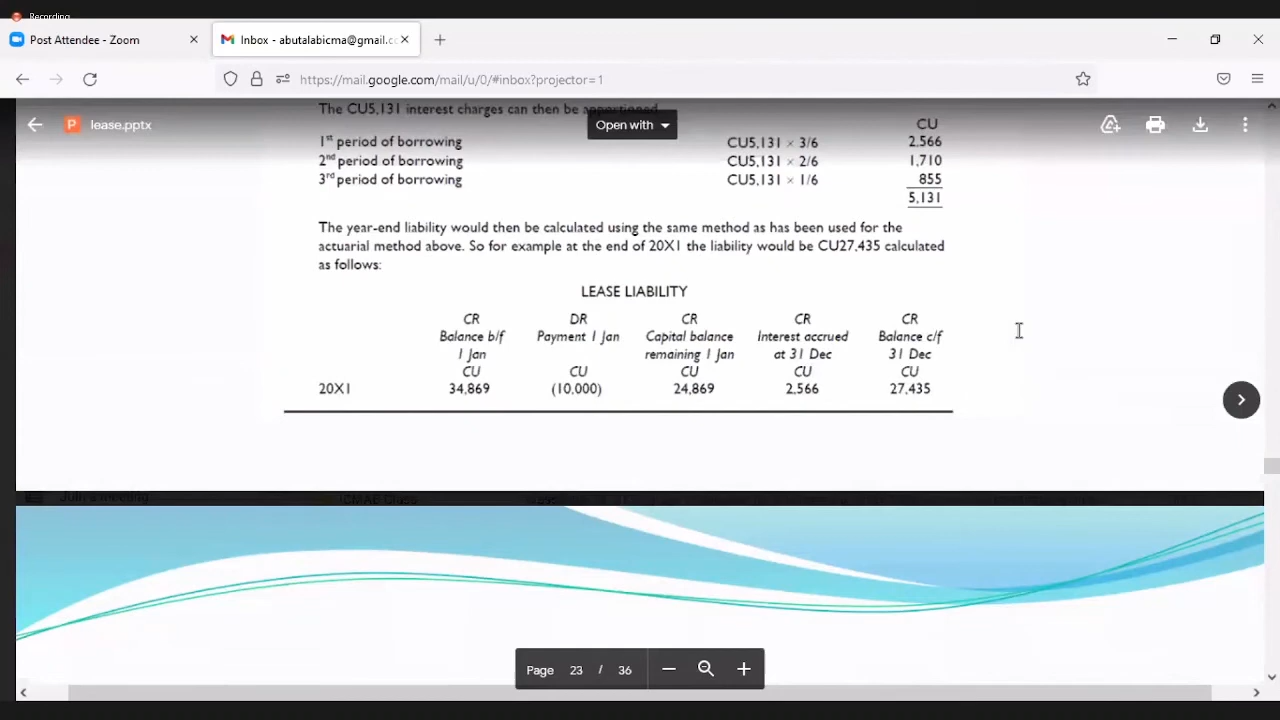 Recording
Post Attendee - Zoom
Inbox - abutalabicma@gmail.cc
https://mail.google.com/mail/u/0/#inbox?projector=1
The CU5,131 interest charges can then be apportioned.
lease.pptx
Open with
CU
1st period of borrowing CU5,131 × 3/6 2,566
2nd period of borrowing CU5,131 × 2/6 1,710
3rd period of borrowing CU5,131 × 1/6 855
5,131
The year-end liability would then be calculated using the same method as has been used for the
actuarial method above. So for example at the end of 20X1 the liability would be CU27,435 calculated
as follows:
LEASE LIABILITY
CR DR CR CR CR
Balance b/f Payment 1 Jan Capital balance Interest accrued Balance c/f
1 Jan remaining 1 Jan at 31 Dec 31 Dec
CU CU CU CU CU
20X1 34,869 (10,000) 24,869 2,566 27,435
Page 23 / 36